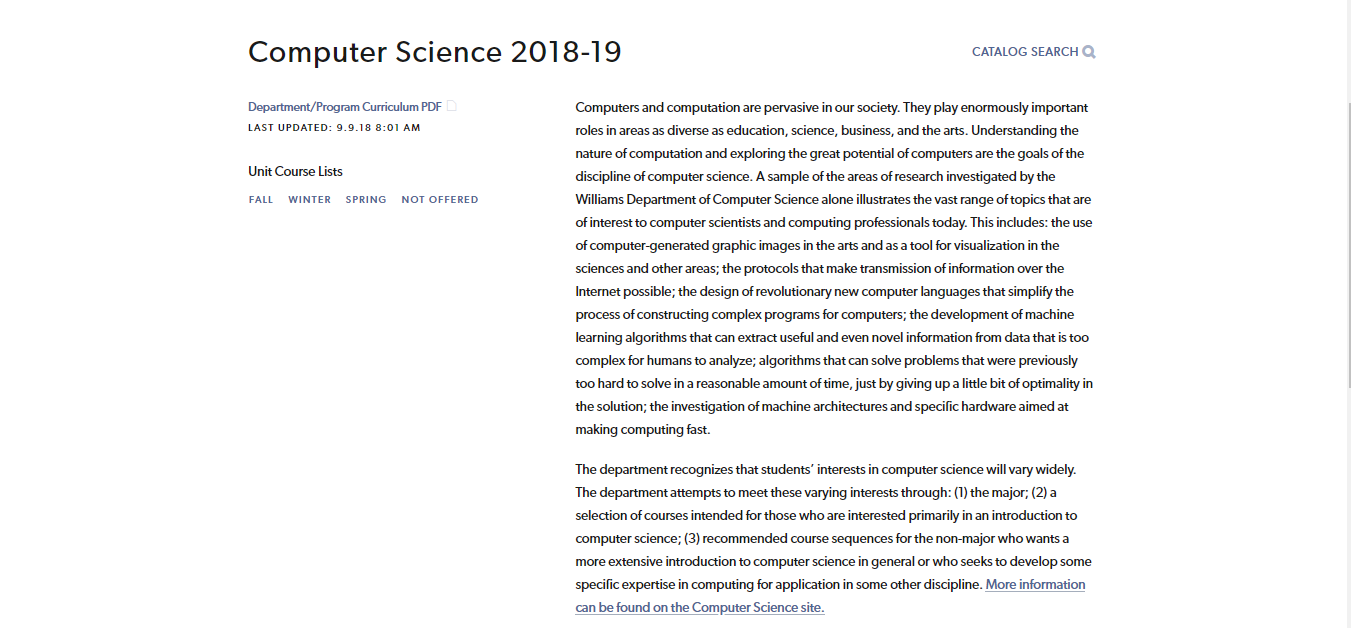 Computer Science 2018-19
CATALOG SEARCH
Department/Program Curriculum PDF
LAST UPDATED: 9.9.18 8:01 AM
Unit Course Lists
FALL WINTER SPRING NOT OFFERED
Computers and computation are pervasive in our society. They play enormously important
roles in areas as diverse as education, science, business, and the arts. Understanding the
nature of computation and exploring the great potential of computers are the goals of the
discipline of computer science. A sample of the areas of research investigated by the
Williams Department of Computer Science alone illustrates the vast range of topics that are
of interest to computer scientists and computing professionals today. This includes: the use
of computer-generated graphic images in the arts and as a tool for visualization in the
sciences and other areas; the protocols that make transmission of information over the
Internet possible; the design of revolutionary new computer languages that simplify the
process of constructing complex programs for computers; the development of machine
learning algorithms that can extract useful and even novel information from data that is too
complex for humans to analyze; algorithms that can solve problems that were previously
too hard to solve in a reasonable amount of time, just by giving up a little bit of optimality in
the solution; the investigation of machine architectures and specific hardware aimed at
making computing fast.
The department recognizes that students’ interests in computer science will vary widely.
The department attempts to meet these varying interests through: (1) the major; (2) a
selection of courses intended for those who are interested primarily in an introduction to
computer science; (3) recommended course sequences for the non-major who wants a
more extensive introduction to computer science in general or who seeks to develop some
specific expertise in computing for application in some other discipline. More information
can be found on the Computer Science site.